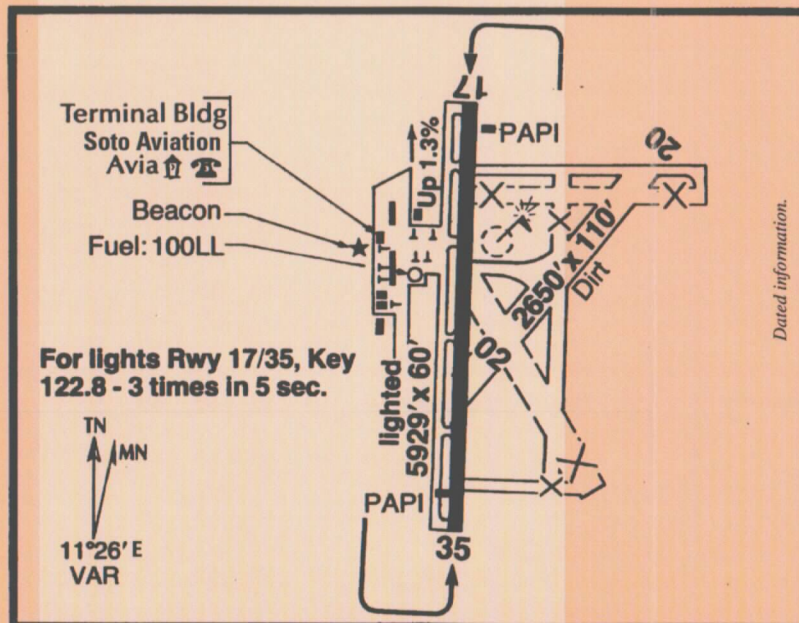 Terminal Bldg
Soto Aviation
Avia
Beacon
Fuel: 100LL
17
PAPI
Up 1.3%
20
2650' x 110'
Dirt
02
lighted
5929' x 60'
For lights Rwy 17/35, Key
122.8 - 3 times in 5 sec.
TN
MN
11°26' E
VAR
PAPI
35
Dated information.